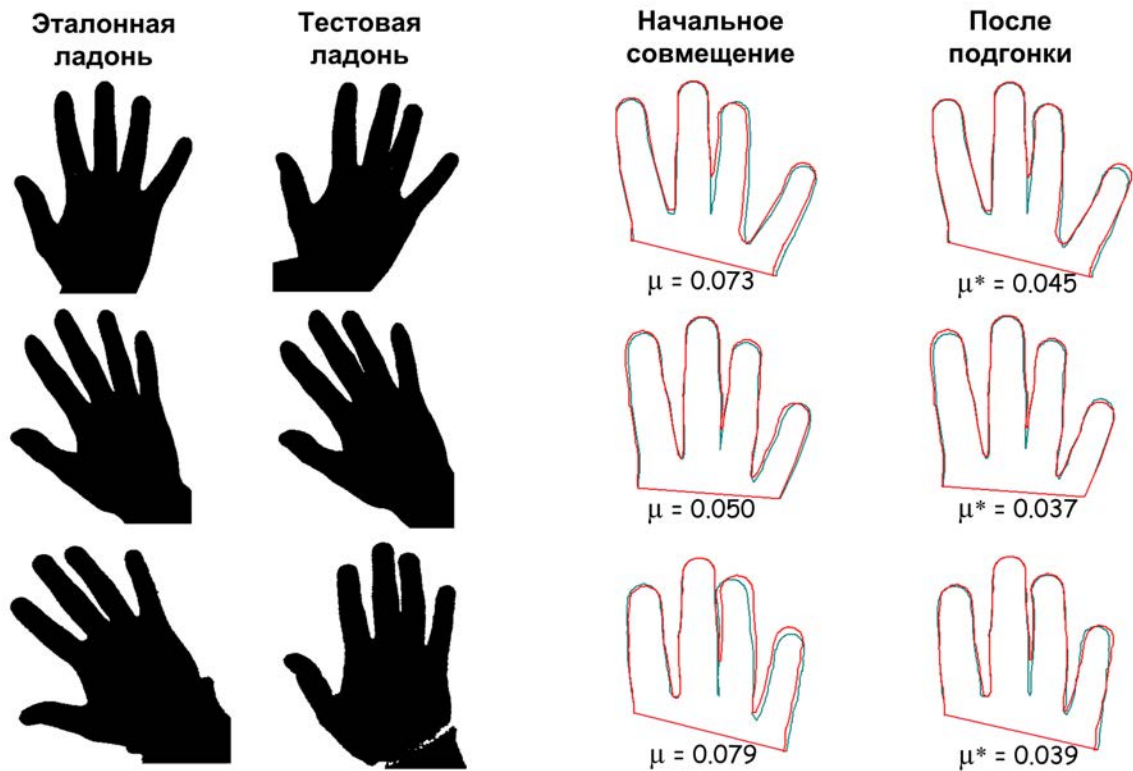 Эталонная
ладонь
Тестовая
ладонь
Начальное
совмещение
После
подгонки
μ = 0.073
μ* = 0.045
μ = 0.050
μ* = 0.037
μ = 0.079
μ* = 0.039